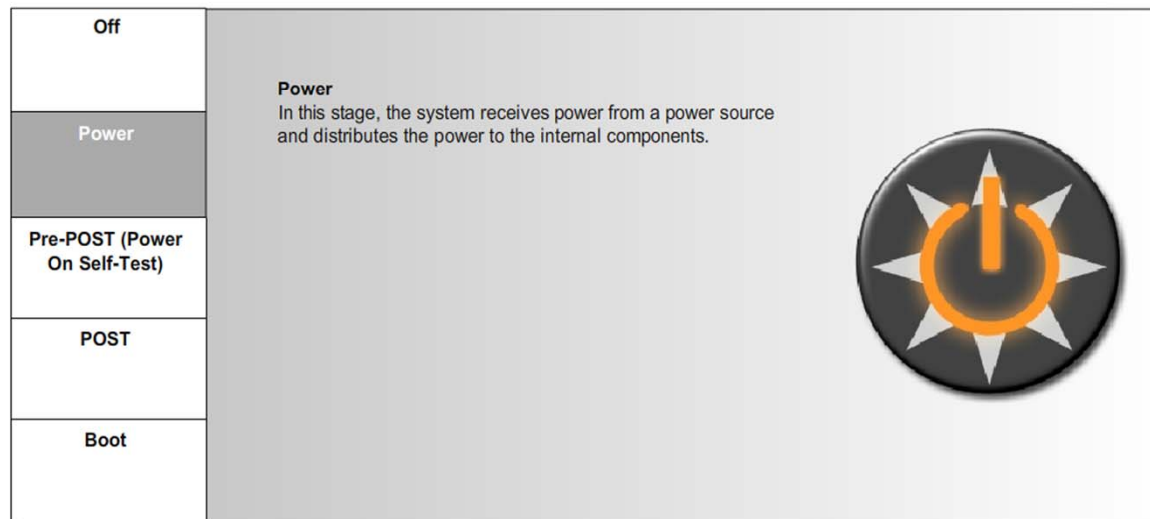 Off
Power
Pre-POST (Power
On Self-Test)
POST
Boot
Power
In this stage, the system receives power from a power source
and distributes the power to the internal components.